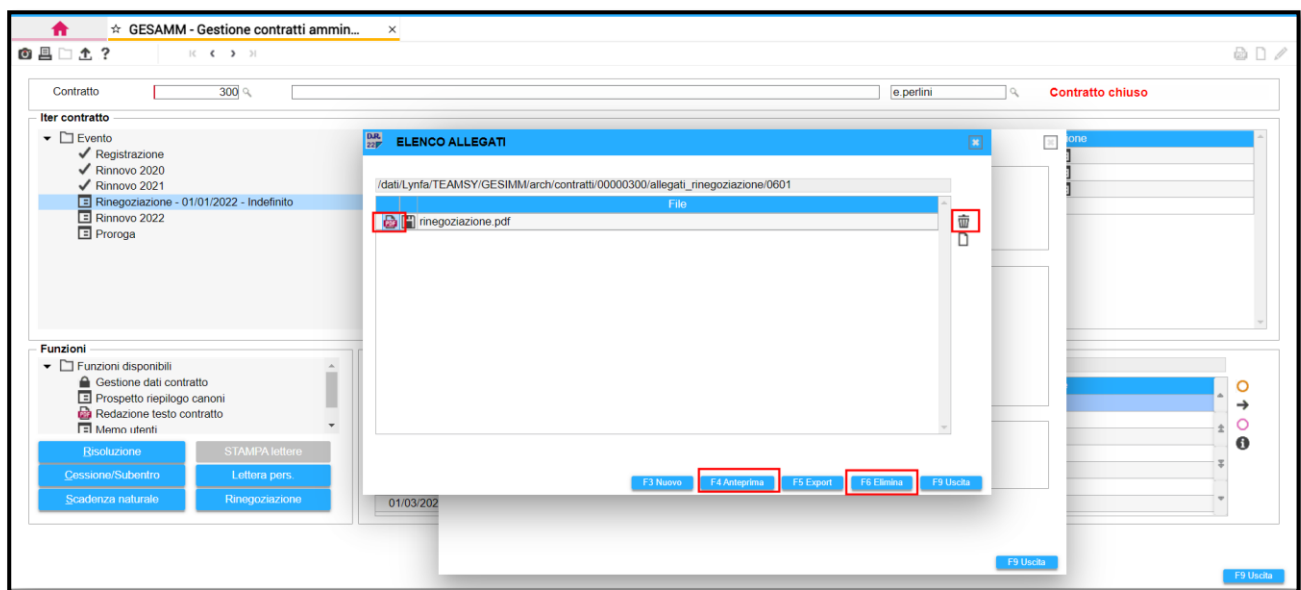 GESAMM - Gestione contratti ammin... ×
?
Contratto 300 e.perlini Contratto chiuso
Iter contratto
Evento
Registrazione
Rinnovo 2020
Rinnovo 2021
Rinegoziazione - 01/01/2022 - Indefinito
Rinnovo 2022
Proroga
ELENCO ALLEGATI
/dati/Lynfa/TEAMSY/GESIMM/arch/contratti/00000300/allegati_rinegoziazione/0601
File
rinegoziazione.pdf
F3 Nuovo F4 Anteprima F5 Export F6 Elimina F9 Uscita
ione
Funzioni
Funzioni disponibili
Gestione dati contratto
Prospetto riepilogo canoni
Redazione testo contratto
Memo utenti
Risoluzione STAMPA lettere
Cessione/Subentro Lettera pers.
Scadenza naturale Rinegoziazione
01/03/202
F9 Uscita
F9 Uscita